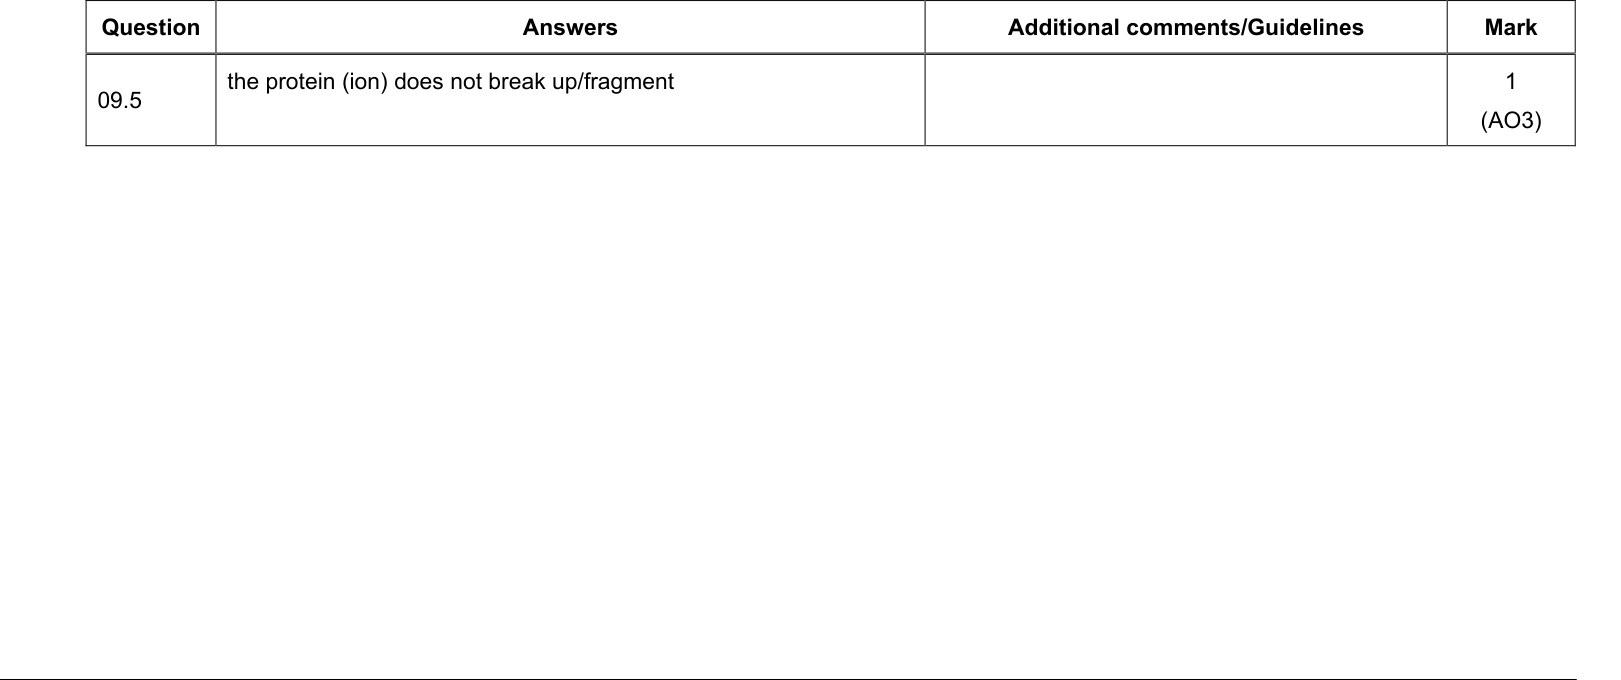 Question Answers Additional comments/Guidelines Mark
09.5 the protein (ion) does not break up/fragment 1
(AO3)